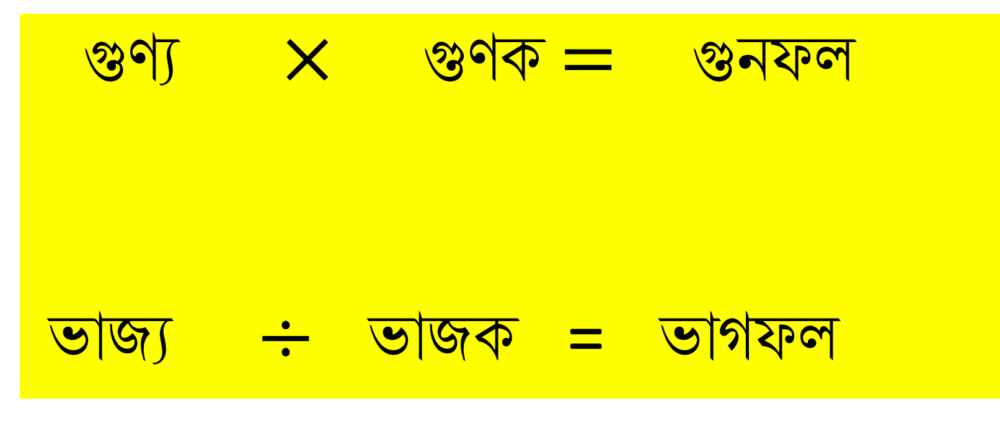 গুণ্য × গুণক = গুনফল
ভাজ্য ÷ ভাজক = ভাগফল